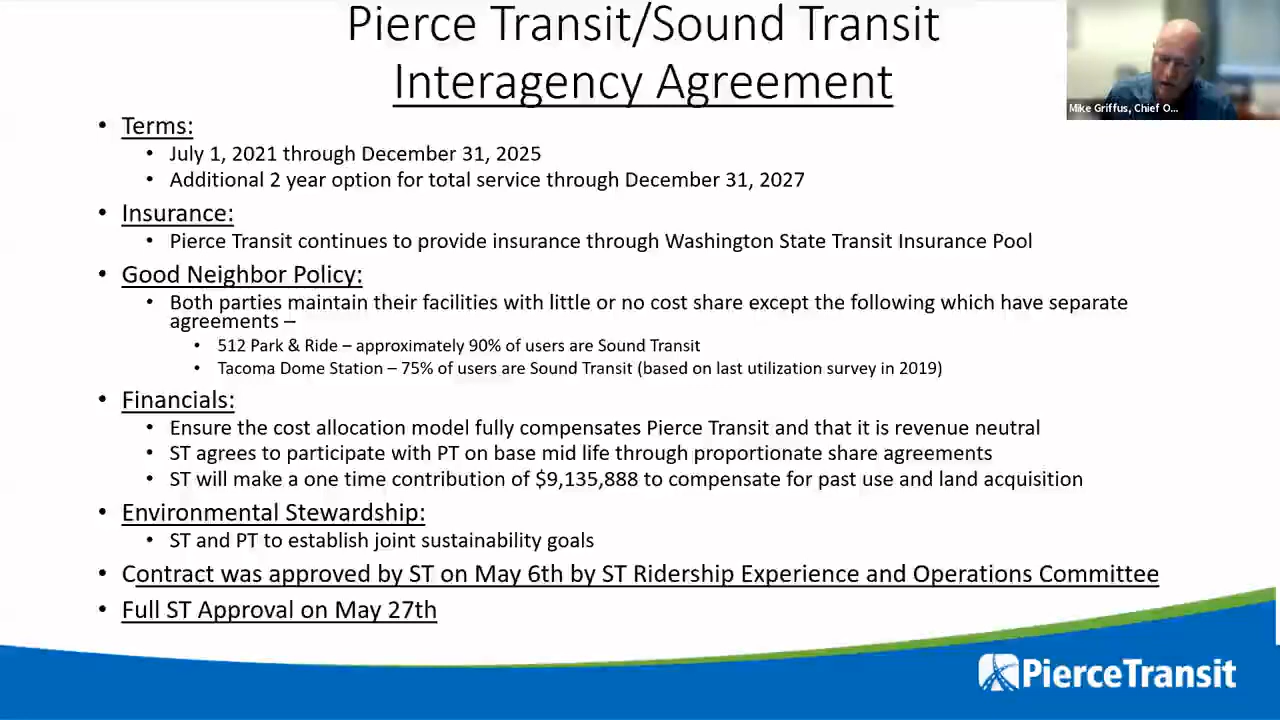 Pierce Transit/Sound Transit
Interagency Agreement
Mike Griffus, Chief O...
• Terms:
• July 1, 2021 through December 31, 2025
• Additional 2 year option for total service through December 31, 2027
• Insurance:
• Pierce Transit continues to provide insurance through Washington State Transit Insurance Pool
• Good Neighbor Policy:
• Both parties maintain their facilities with little or no cost share except the following which have separate
agreements –
• 512 Park & Ride – approximately 90% of users are Sound Transit
• Tacoma Dome Station – 75% of users are Sound Transit (based on last utilization survey in 2019)
• Financials:
• Ensure the cost allocation model fully compensates Pierce Transit and that it is revenue neutral
• ST agrees to participate with PT on base mid life through proportionate share agreements
• ST will make a one time contribution of $9,135,888 to compensate for past use and land acquisition
• Environmental Stewardship:
• ST and PT to establish joint sustainability goals
• Contract was approved by ST on May 6th by ST Ridership Experience and Operations Committee
• Full ST Approval on May 27th
PierceTransit